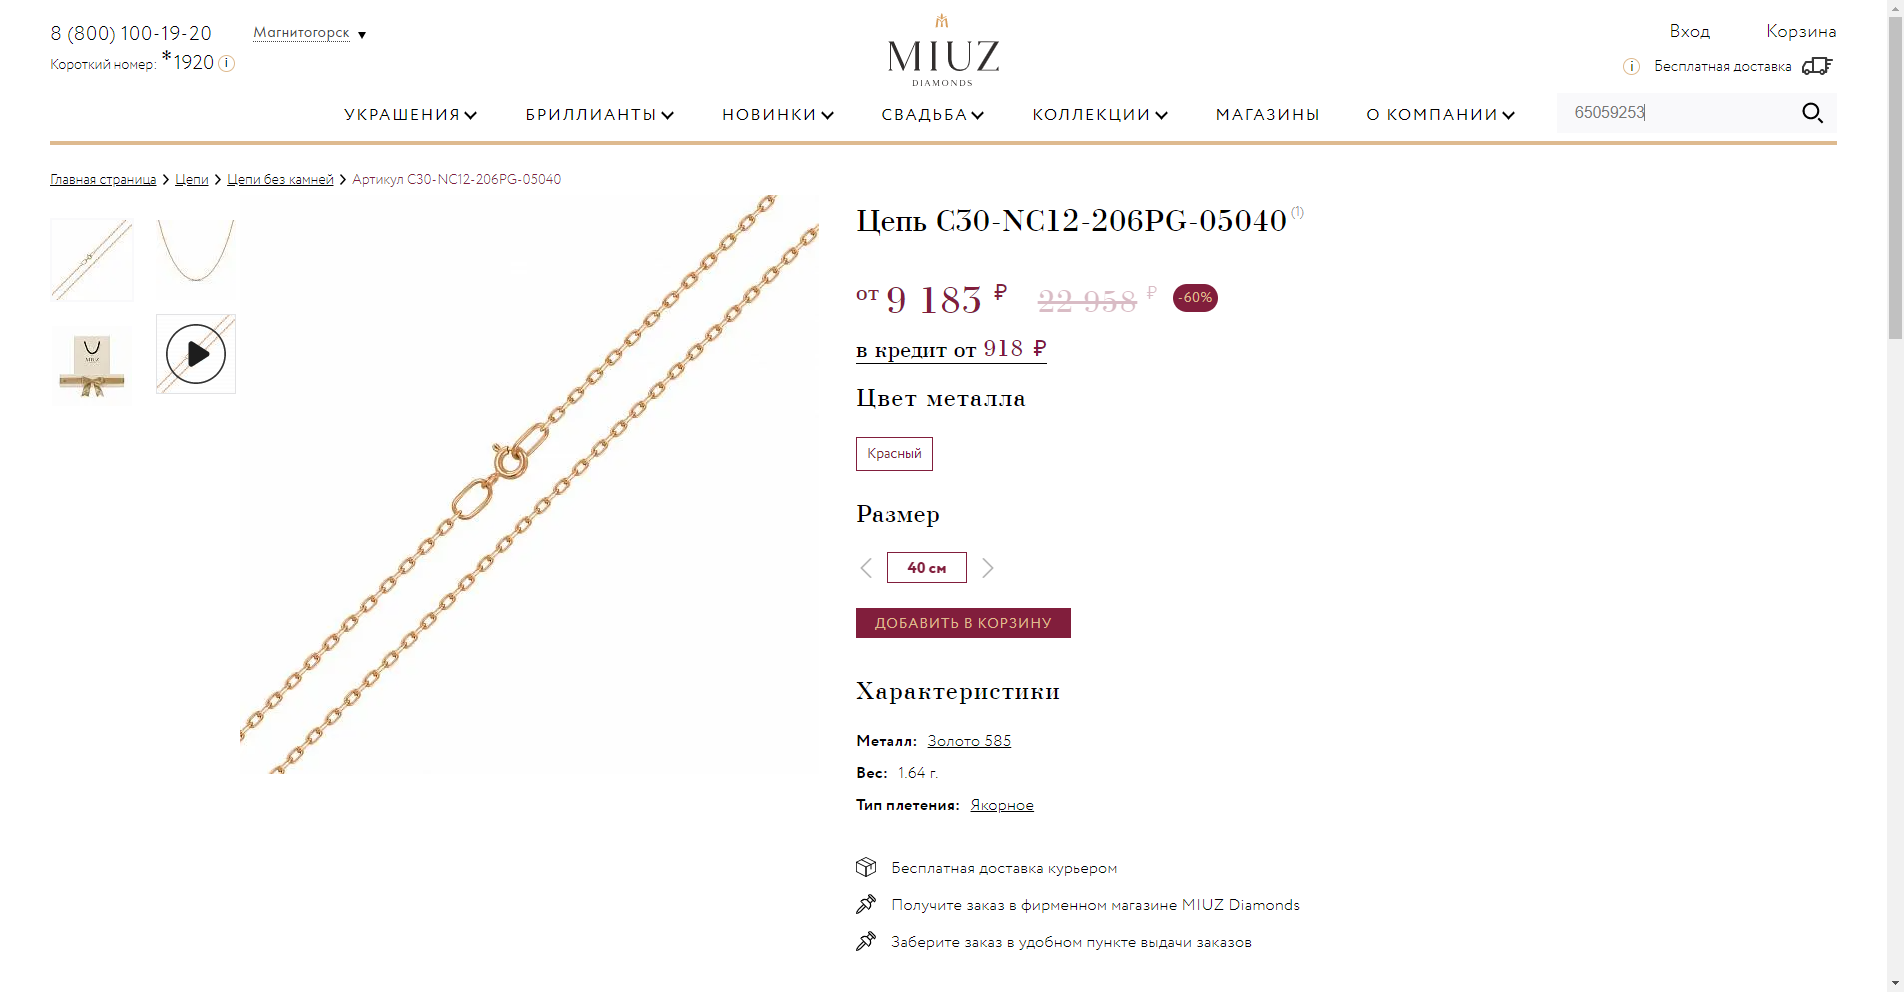 8 (800) 100-19-20
Магнитогорск
Короткий номер: *1920 i
MIUZ
DIAMONDS
Вход
Корзина
i Бесплатная доставка
УКРАШЕНИЯ
БРИЛЛИАНТЫ
НОВИНКИ
СВАДЬБА
КОЛЛЕКЦИИ
МАГАЗИНЫ
О КОМПАНИИ
65059253
Главная страница Цепи Цепи без камней Артикул C30-NC12-206PG-05040
MIUZ
Цепь C30-NC12-206PG-05040 (1)
от 9 183 ₽ 22 958 ₽ -60%
в кредит от 918 ₽
Цвет металла
Красный
Размер
40 см
ДОБАВИТЬ В КОРЗИНУ
Характеристики
Металл: Золото 585
Вес: 1.64 г.
Тип плетения: Якорное
Бесплатная доставка курьером
Получите заказ в фирменном магазине MIUZ Diamonds
Заберите заказ в удобном пункте выдачи заказов